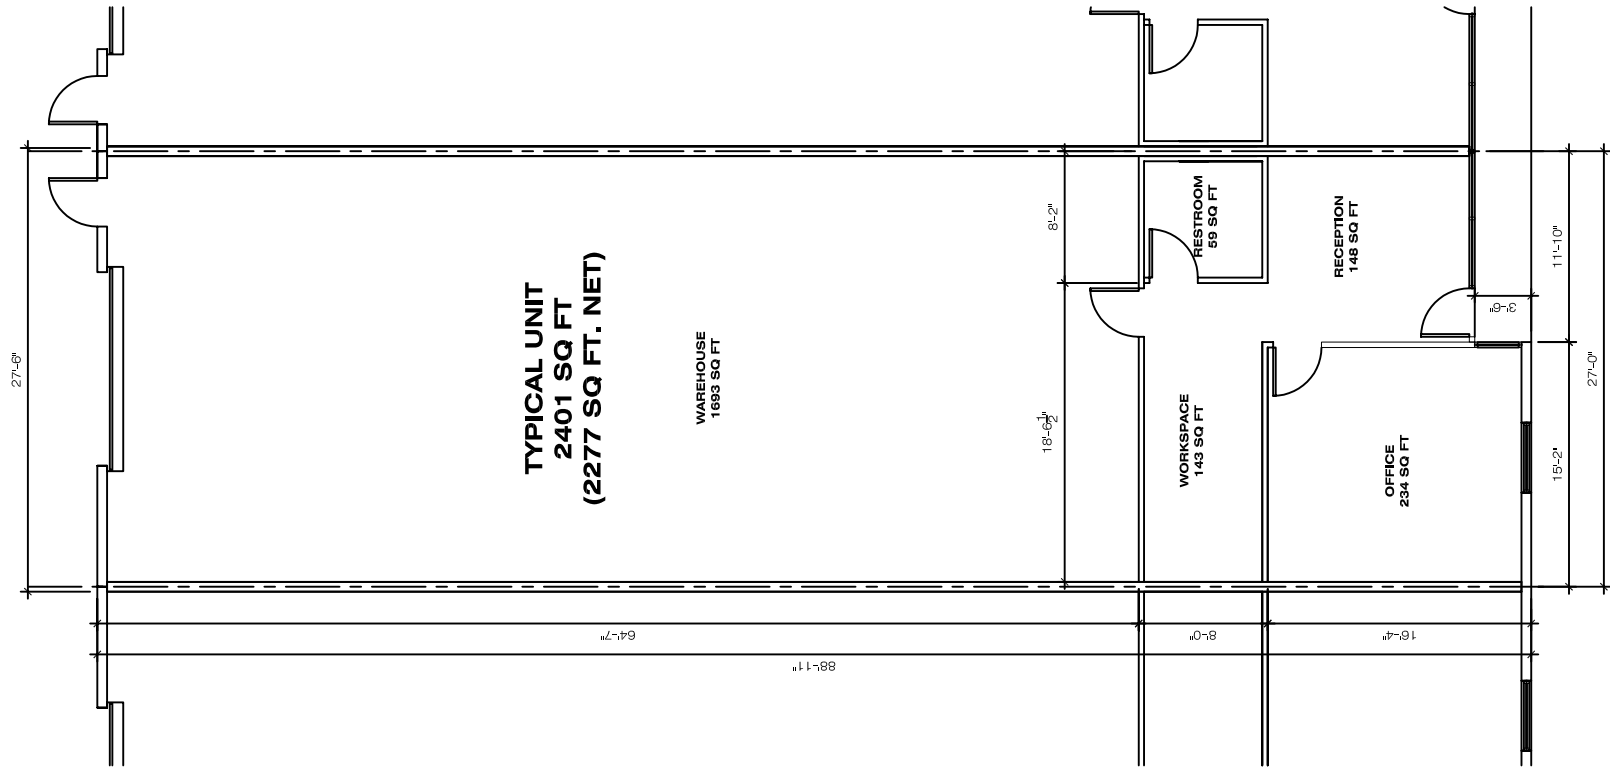 TYPICAL UNIT
2401 SQ FT
(2277 SQ FT. NET)
WAREHOUSE
1693 SQ FT
RESTROOM
59 SQ FT
RECEPTION
148 SQ FT
WORKSPACE
143 SQ FT
OFFICE
234 SQ FT
27'-6"
8'-2"
18'-6½"
11'-10"
3'-6"
15'-2'
27'-0"
64'-7"
8'-0"
16'-4"
88'-11"